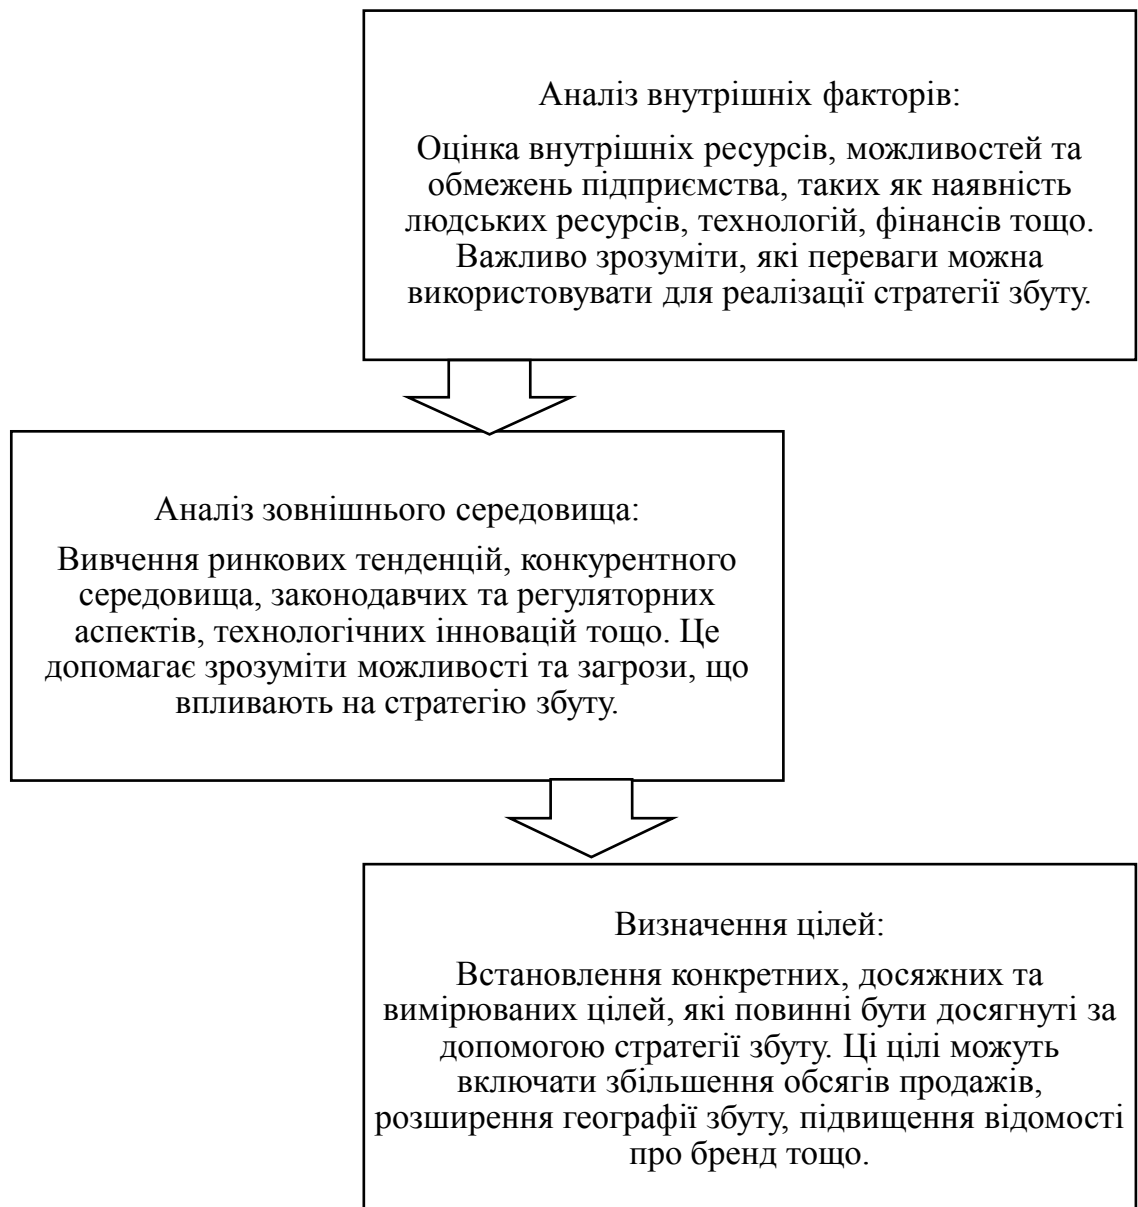 Аналіз внутрішніх факторів:
Оцінка внутрішніх ресурсів, можливостей та
обмежень підприємства, таких як наявність
людських ресурсів, технологій, фінансів тощо.
Важливо зрозуміти, які переваги можна
використовувати для реалізації стратегії збуту.
Аналіз зовнішнього середовища:
Вивчення ринкових тенденцій, конкурентного
середовища, законодавчих та регуляторних
аспектів, технологічних інновацій тощо. Це
допомагає зрозуміти можливості та загрози, що
впливають на стратегію збуту.
Визначення цілей:
Встановлення конкретних, досяжних та
вимірюваних цілей, які повинні бути досягнуті за
допомогою стратегії збуту. Ці цілі можуть
включати збільшення обсягів продажів,
розширення географії збуту, підвищення відомості
про бренд тощо.